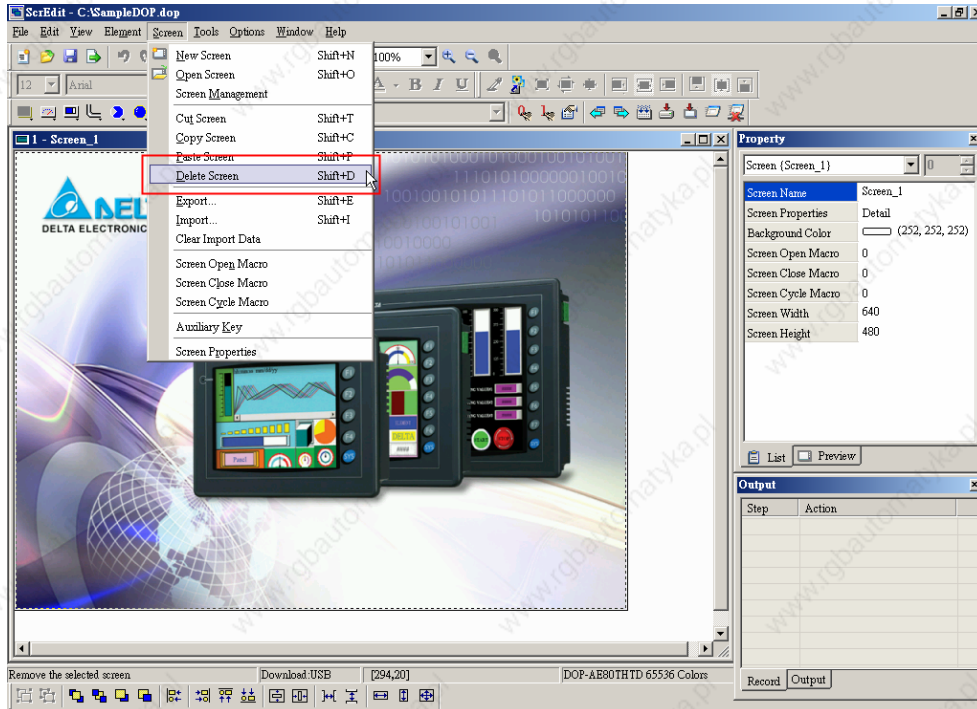 ScrEdit - C:\SampleDOP.dop
File Edit View Element Screen Tools Options Window Help
100%
12 Arial
A B I U
New Screen Shift+N
Open Screen Shift+O
Screen Management
Cut Screen Shift+T
Copy Screen Shift+C
Paste Screen Shift+P
Delete Screen Shift+D
Export... Shift+E
Import... Shift+I
Clear Import Data
Screen Open Macro
Screen Close Macro
Screen Cycle Macro
Auxiliary Key
Screen Properties
1 - Screen_1
DELTA ELECTRONIC
DELTA
START
Property
Screen {Screen_1} 0
Screen Name Screen_1
Screen Properties Detail
Background Color (252, 252, 252)
Screen Open Macro 0
Screen Close Macro 0
Screen Cycle Macro 0
Screen Width 640
Screen Height 480
List Preview
Output
Step Action
Record Output
Remove the selected screen Download:USB [294,20] DOP-AE80THTD 65536 Colors
www.rgbautomatyka.pl